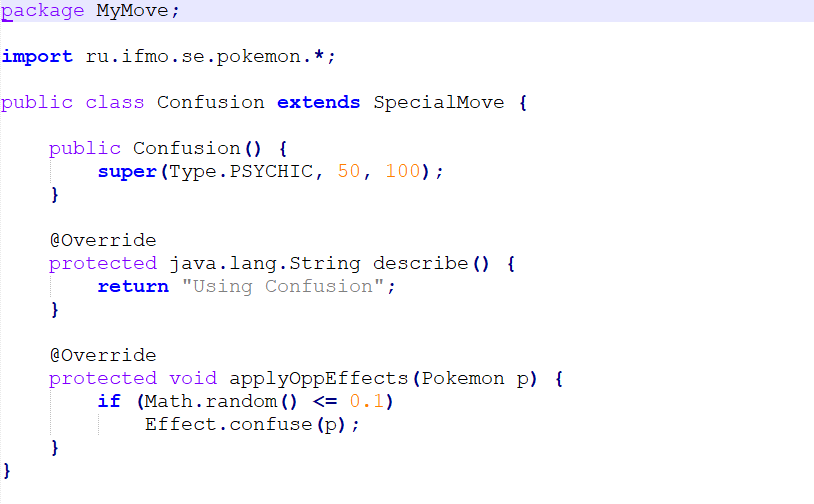 package MyMove;
import ru.ifmo.se.pokemon.*;
public class Confusion extends SpecialMove {
public Confusion() {
super(Type.PSYCHIC, 50, 100);
}
@Override
protected java.lang.String describe() {
return "Using Confusion";
}
@Override
protected void applyOppEffects(Pokemon p) {
if (Math.random() <= 0.1)
Effect.confuse(p);
}
}